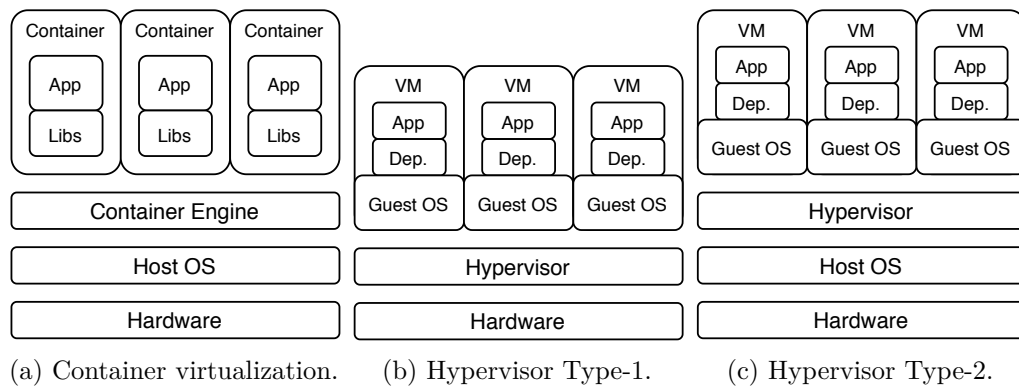 Container Container Container
App App App
Libs Libs Libs
Container Engine
Host OS
Hardware
(a) Container virtualization.
VM VM VM
App App App
Dep. Dep. Dep.
Guest OS Guest OS Guest OS
Hypervisor
Hardware
(b) Hypervisor Type-1.
VM VM VM
App App App
Dep. Dep. Dep.
Guest OS Guest OS Guest OS
Hypervisor
Host OS
Hardware
(c) Hypervisor Type-2.